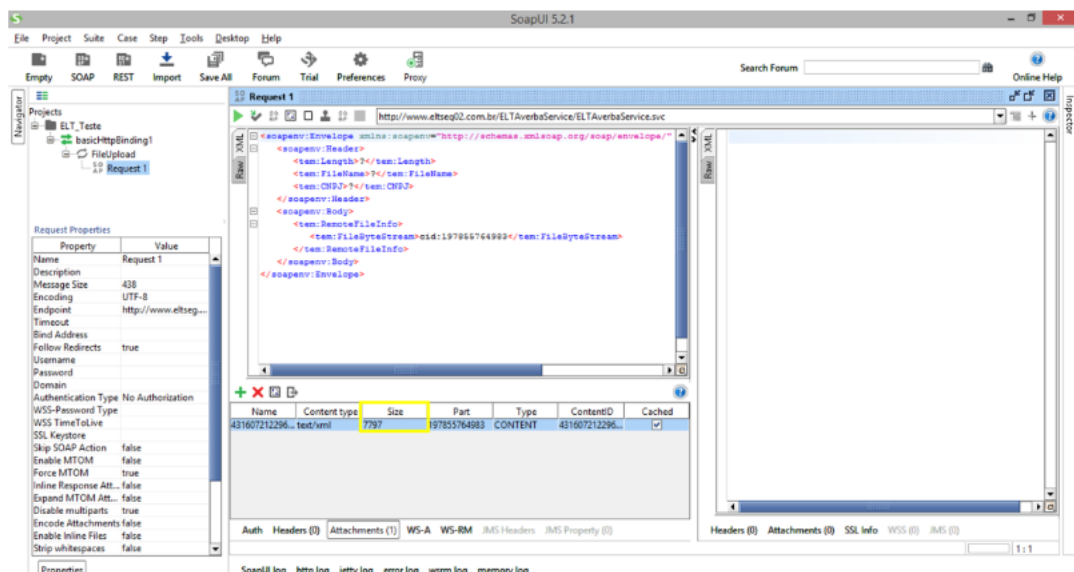 SoapUI 5.2.1
File Project Suite Case Step Tools Desktop Help
Empty SOAP REST Import Save All Forum Trial Preferences Proxy
Search Forum
Online Help
Navigator
Projects
ELT_Teste
basicHttpBinding1
FileUpload
Request 1
Request Properties
Property Value
Name Request 1
Description
Message Size 438
Encoding UTF-8
Endpoint http://www.eltseg....
Timeout
Bind Address
Follow Redirects true
Username
Password
Domain
Authentication Type No Authorization
WSS-Password Type
WSS TimeToLive
SSL Keystore
Skip SOAP Action false
Enable MTOM false
Force MTOM true
Inline Response Att... false
Expand MTOM Att... false
Disable multiparts true
Encode Attachments false
Enable Inline Files false
Strip whitespaces false
Properties
Request 1
http://www.eltseg02.com.br/ELTAverbaService/ELTAverbaService.svc
XML
Raw
<soapenv:Envelope xmlns:soapenv="http://schemas.xmlsoap.org/soap/envelope/"
<soapenv:Header>
<tem:Length>?</tem:Length>
<tem:FileName>?</tem:FileName>
<tem:CNPJ>?</tem:CNPJ>
</soapenv:Header>
<soapenv:Body>
<tem:RemoteFileInfo>
<tem:FileByteStream>cid:197855764983</tem:FileByteStream>
</tem:RemoteFileInfo>
</soapenv:Body>
</soapenv:Envelope>
Name Content type Size Part Type ContentID Cached
431607212296... text/xml 7797 197855764983 CONTENT 431607212296...
Auth Headers (0) Attachments (1) WS-A WS-RM JMS Headers JMS Property (0)
XML
Raw
Headers (0) Attachments (0) SSL Info WSS (0) JMS (0)
1 : 1
Inspector
SoapUI log http log jetty log error log wsrm log memory log